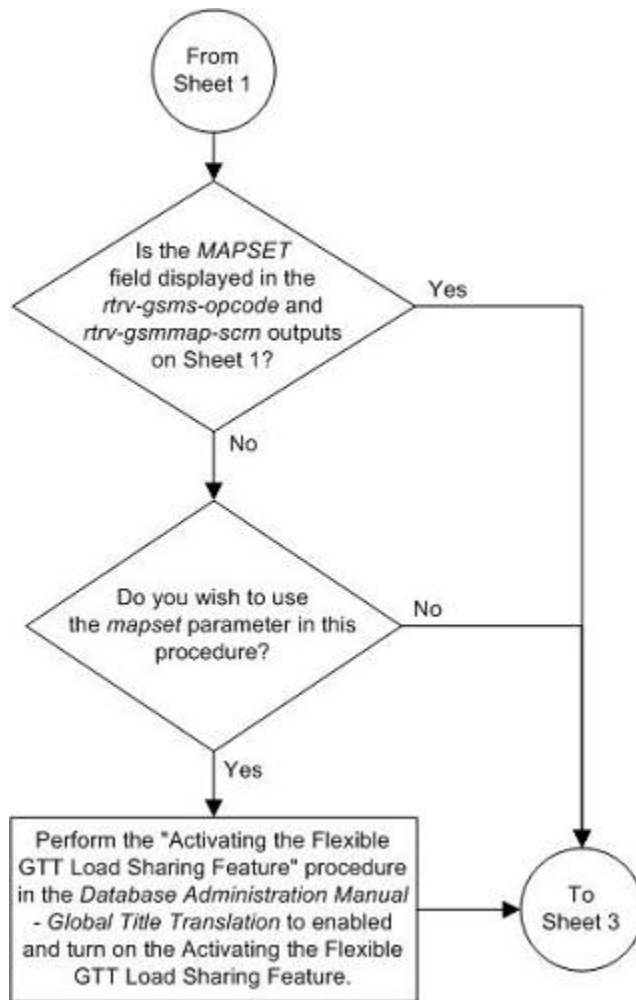 From
Sheet 1
Is the MAPSET
field displayed in the
rtrv-gsms-opcode and
rtrv-gsmmap-scrn outputs
on Sheet 1?
Yes
No
Do you wish to use
the mapset parameter in this
procedure?
No
Yes
Perform the "Activating the Flexible
GTT Load Sharing Feature" procedure
in the Database Administration Manual
- Global Title Translation to enabled
and turn on the Activating the Flexible
GTT Load Sharing Feature.
To
Sheet 3